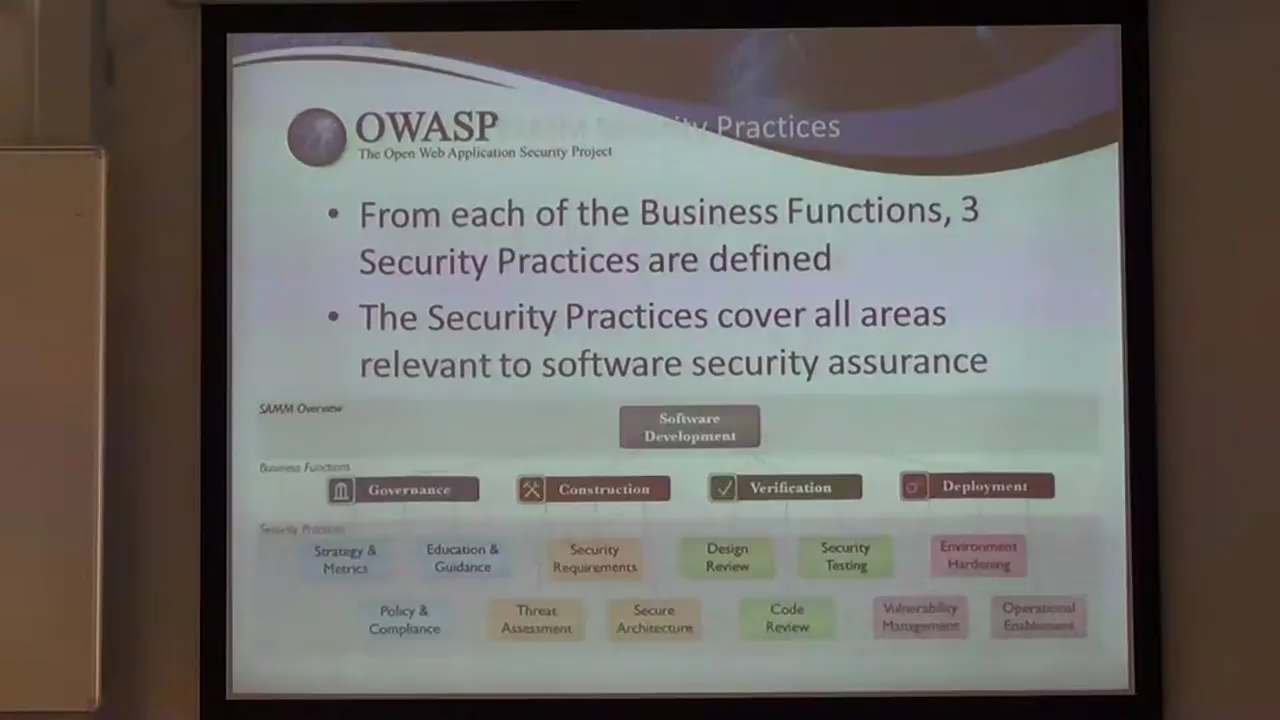 OWASP
The Open Web Application Security Project
Security Practices
• From each of the Business Functions, 3
Security Practices are defined
• The Security Practices cover all areas
relevant to software security assurance
SAMM Overview
Software
Development
Business Functions
Governance
Construction
Verification
Deployment
Security Practices
Strategy &
Metrics
Education &
Guidance
Security
Requirements
Design
Review
Security
Testing
Environment
Hardening
Policy &
Compliance
Threat
Assessment
Secure
Architecture
Code
Review
Vulnerability
Management
Operational
Enablement